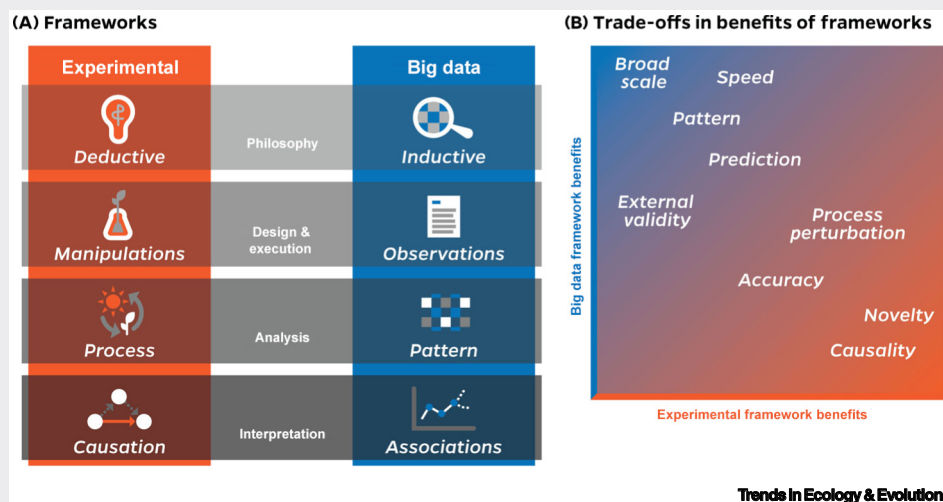 (A) Frameworks
Experimental
Big data
Deductive
Philosophy
Inductive
Manipulations
Design &
execution
Observations
Process
Analysis
Pattern
Causation
Interpretation
Associations
(B) Trade-offs in benefits of frameworks
Big data framework benefits
Broad
scale
Speed
Pattern
Prediction
External
validity
Process
perturbation
Accuracy
Novelty
Causality
Experimental framework benefits
Trends in Ecology & Evolution